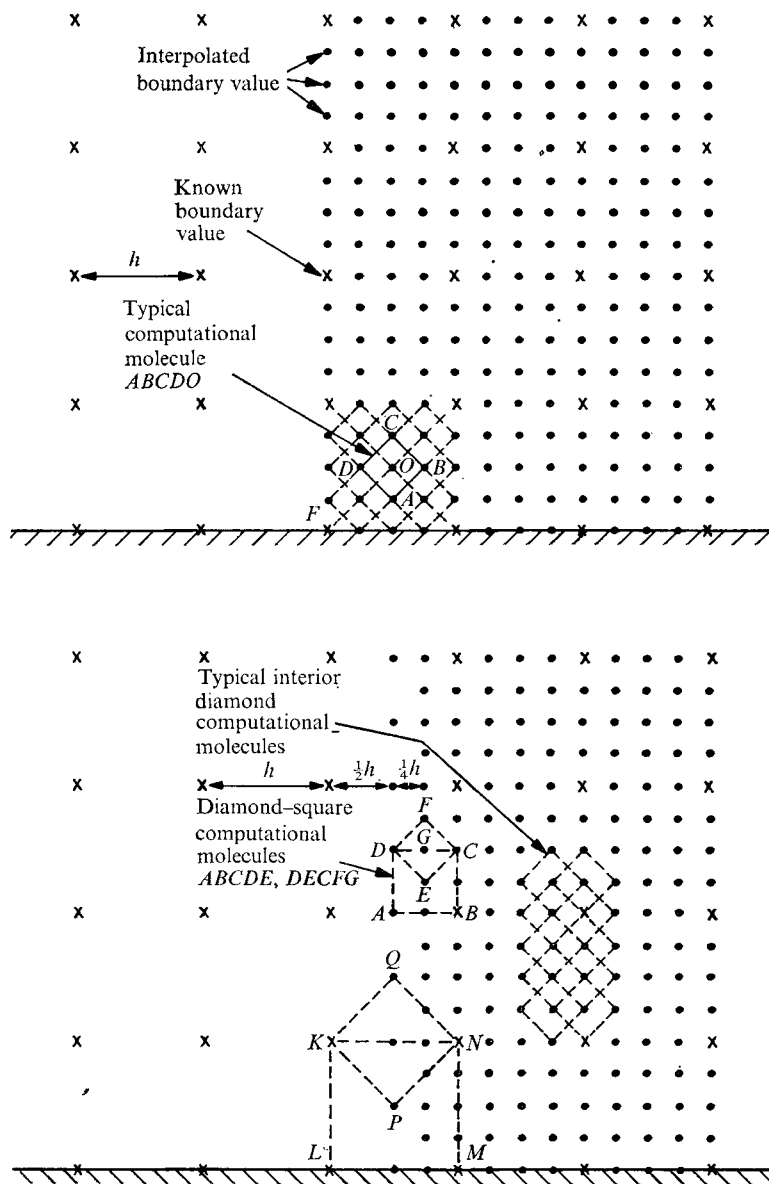 Interpolated
boundary value
Known
boundary
value
h
Typical
computational
molecule
ABCDO
C
D
O
B
A
F
Typical interior
diamond
computational
molecules
h
½h
¼h
Diamond–square
computational
molecules
ABCDE, DECFG
F
G
D
C
E
A
B
Q
K
N
P
L
M